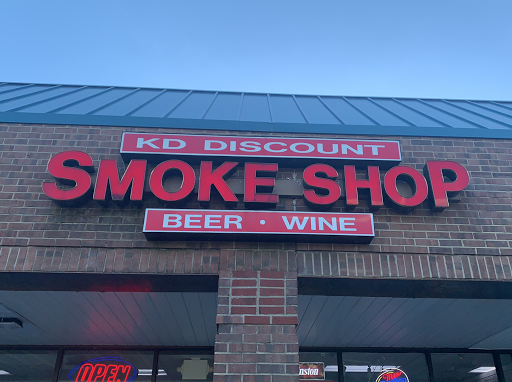 KD DISCOUNT
SMOKE SHOP
BEER · WINE
OPEN